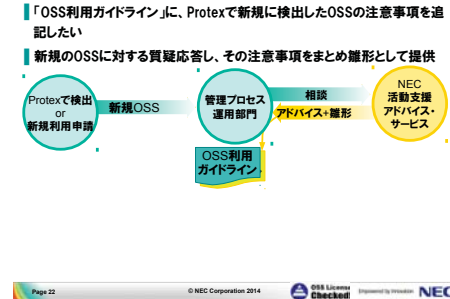 「OSS利用ガイドライン」に、Protexで新規に検出したOSSの注意事項を追
記したい
新規のOSSに対する質疑応答し、その注意事項をまとめ雛形として提供
Protexで検出
or
新規利用申請
新規OSS
管理プロセス
運用部門
相談
アドバイス+雛形
NEC
活動支援
アドバイス・
サービス
OSS利用
ガイドライン
Page 22
© NEC Corporation 2014
OSS License
Checked!
Empowered by Innovation
NEC